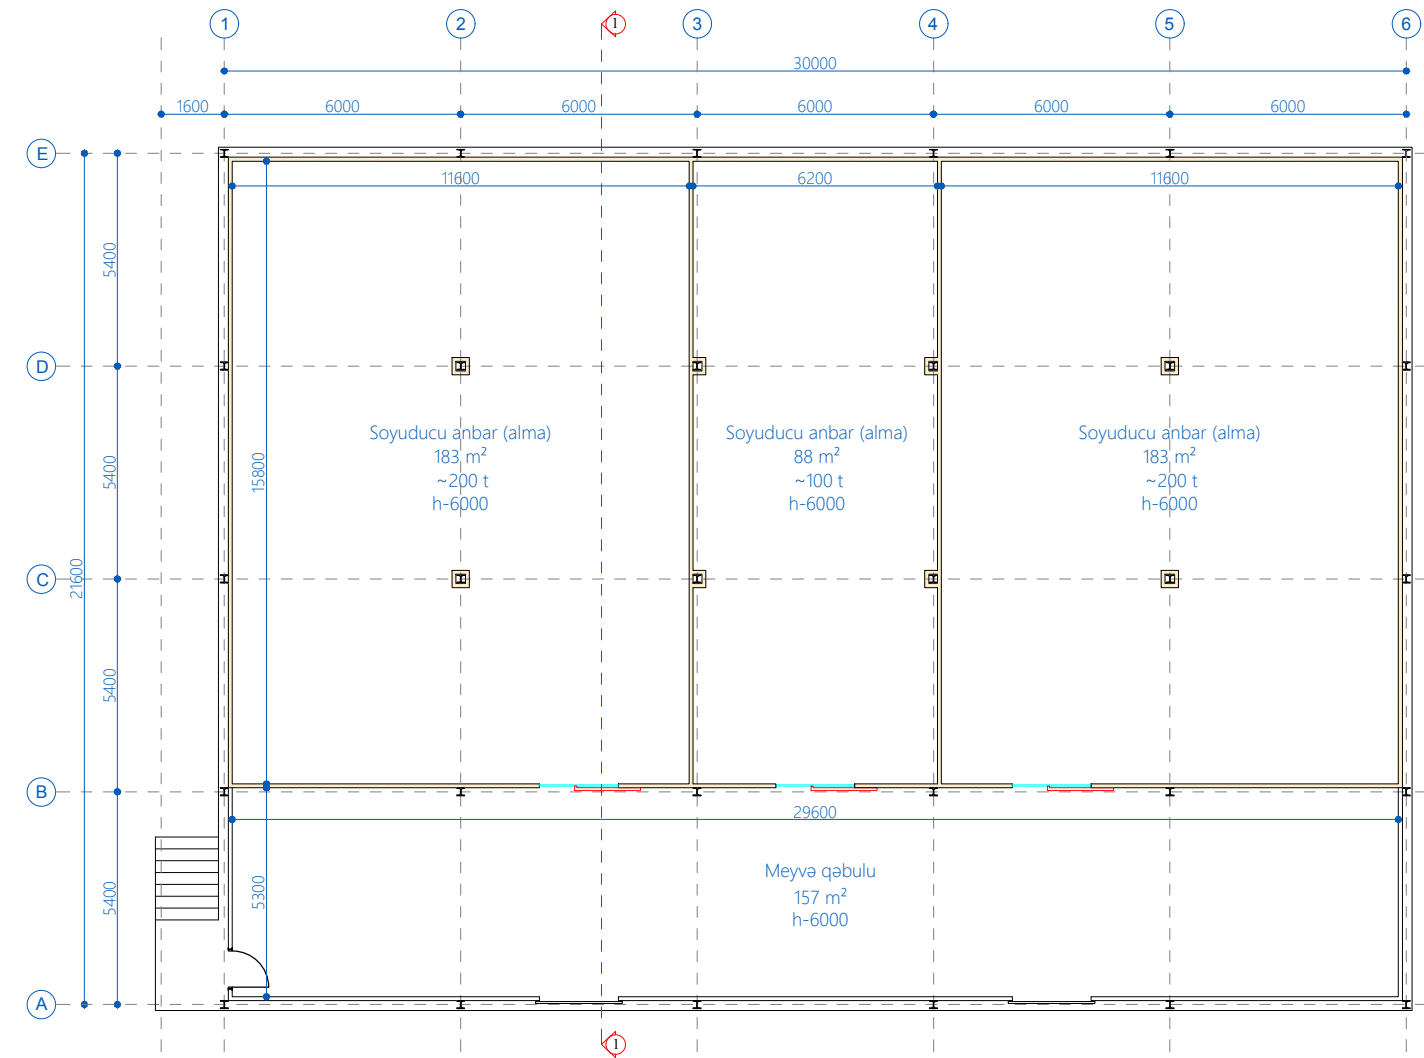 1 2 1 3 4 5 6
30000
1600 6000 6000 6000 6000 6000
E
11600 6200 11600
5400
D
Soyuducu anbar (alma)
183 m²
~200 t
h-6000
Soyuducu anbar (alma)
88 m²
~100 t
h-6000
Soyuducu anbar (alma)
183 m²
~200 t
h-6000
5400
15800
C
21600
5400
B
29600
Meyvə qəbulu
157 m²
h-6000
5400
5300
A
1